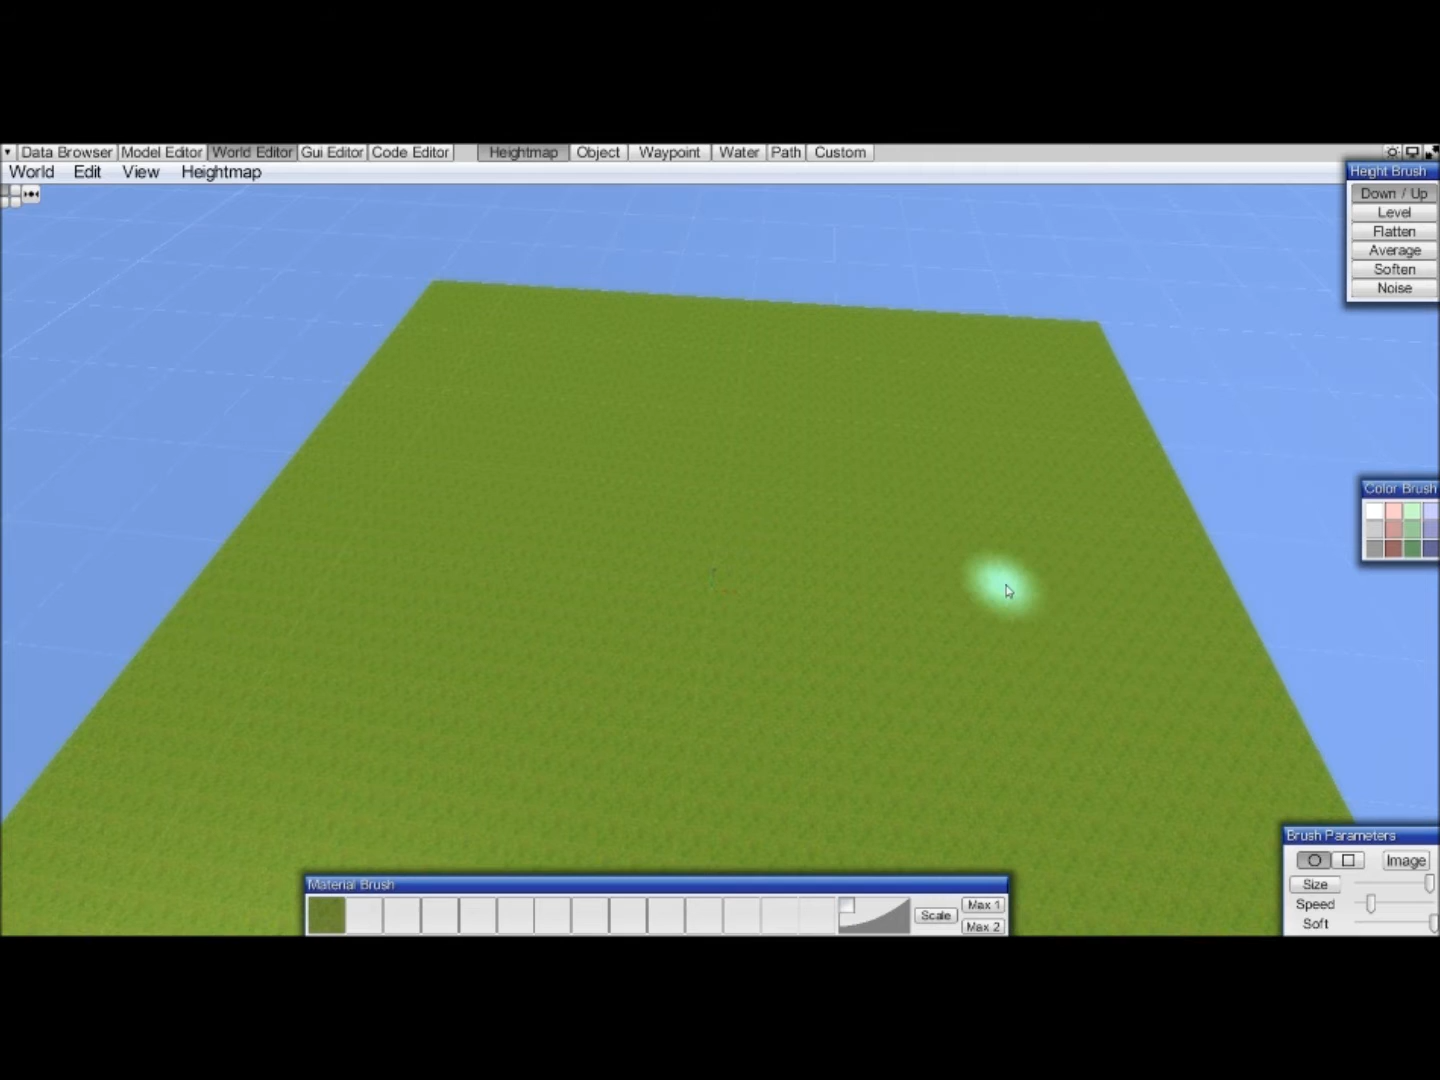 Data Browser Model Editor World Editor Gui Editor Code Editor Heightmap Object Waypoint Water Path Custom
World Edit View Heightmap
Height Brush
Down / Up
Level
Flatten
Average
Soften
Noise
Color Brush
Brush Parameters
Image
Size
Speed
Soft
Material Brush
Scale
Max 1
Max 2